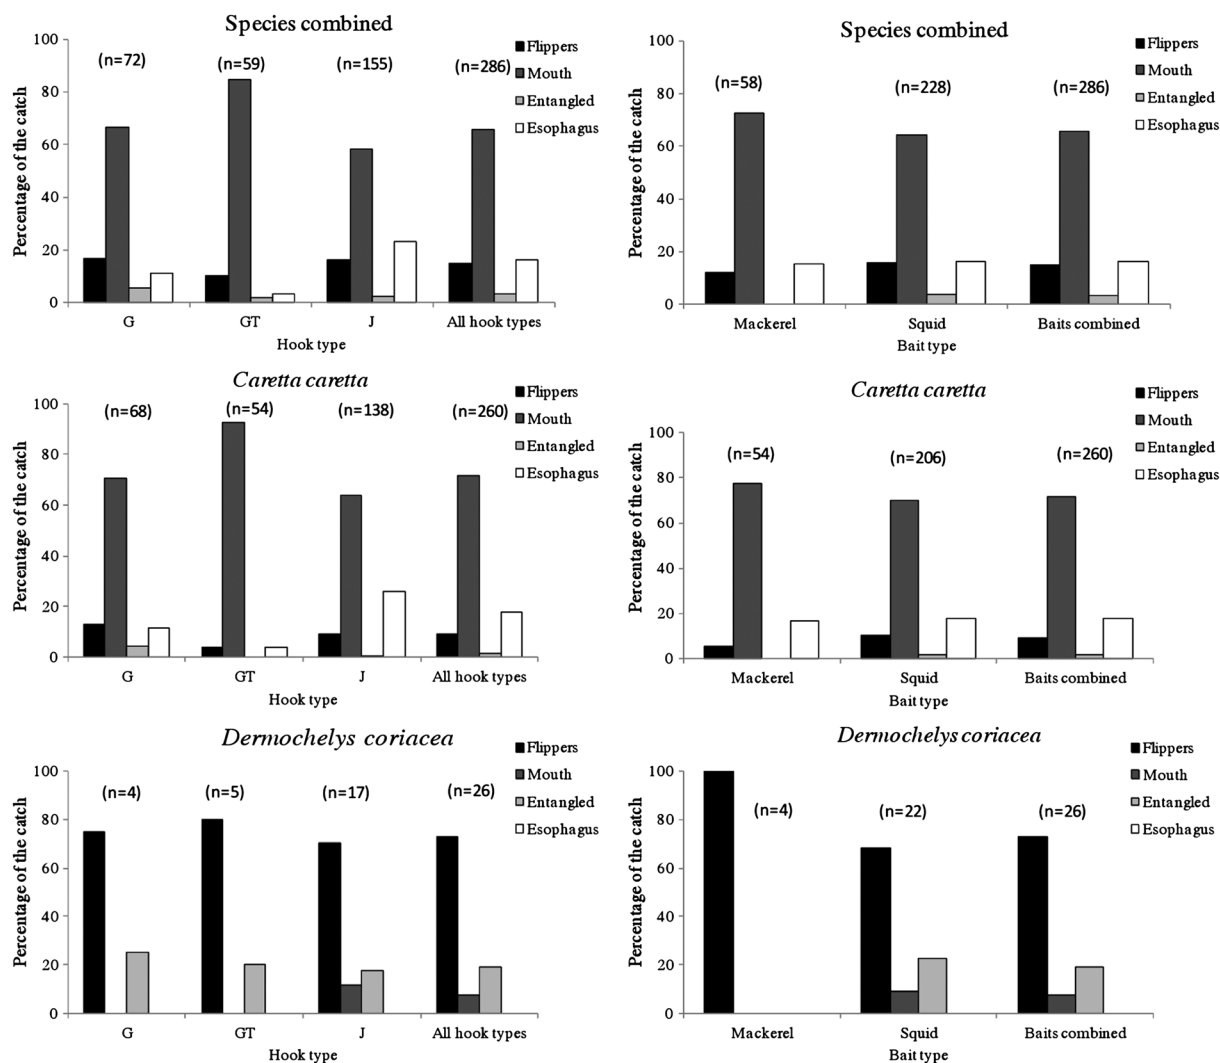 Species combined
Percentage of the catch
100
80
60
40
20
0
(n=72)
(n=59)
(n=155)
(n=286)
Flippers
Mouth
Entangled
Esophagus
G
GT
J
All hook types
Hook type
Species combined
Percentage of the catch
100
80
60
40
20
0
(n=58)
(n=228)
(n=286)
Flippers
Mouth
Entangled
Esophagus
Mackerel
Squid
Baits combined
Bait type
Caretta caretta
Percentage of the catch
100
80
60
40
20
0
(n=68)
(n=54)
(n=138)
(n=260)
Flippers
Mouth
Entangled
Esophagus
G
GT
J
All hook types
Hook type
Caretta caretta
Percentage of the catch
100
80
60
40
20
0
(n=54)
(n=206)
(n=260)
Flippers
Mouth
Entangled
Esophagus
Mackerel
Squid
Baits combined
Bait type
Dermochelys coriacea
Percentage of the catch
100
80
60
40
20
0
(n=4)
(n=5)
(n=17)
(n=26)
Flippers
Mouth
Entangled
Esophagus
G
GT
J
All hook types
Hook type
Dermochelys coriacea
Percentage of the catch
100
80
60
40
20
0
(n=4)
(n=22)
(n=26)
Flippers
Mouth
Entangled
Esophagus
Mackerel
Squid
Baits combined
Bait type